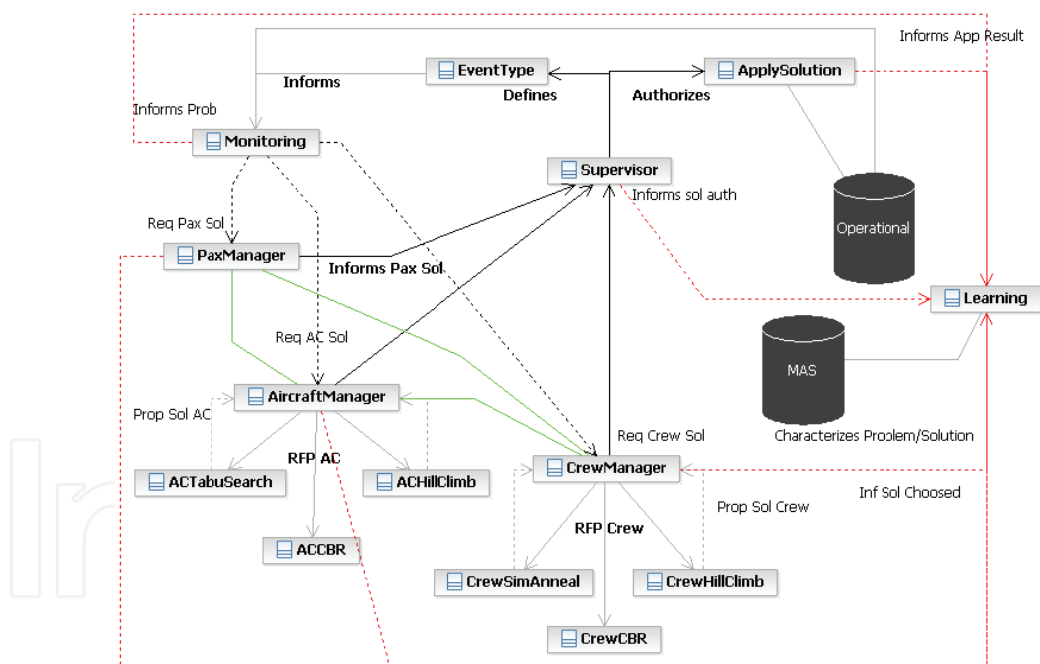 Informs App Result
EventType
ApplySolution
Informs
Defines
Authorizes
Informs Prob
Monitoring
Supervisor
Informs sol auth
Req Pax Sol
Operational
PaxManager
Informs Pax Sol
Learning
Req AC Sol
MAS
AircraftManager
Prop Sol AC
Req Crew Sol
Characterizes Problem/Solution
RFP AC
CrewManager
ACTabuSearch
ACHillClimb
Inf Sol Choosed
Prop Sol Crew
RFP Crew
ACCBR
CrewSimAnneal
CrewHillClimb
CrewCBR
In